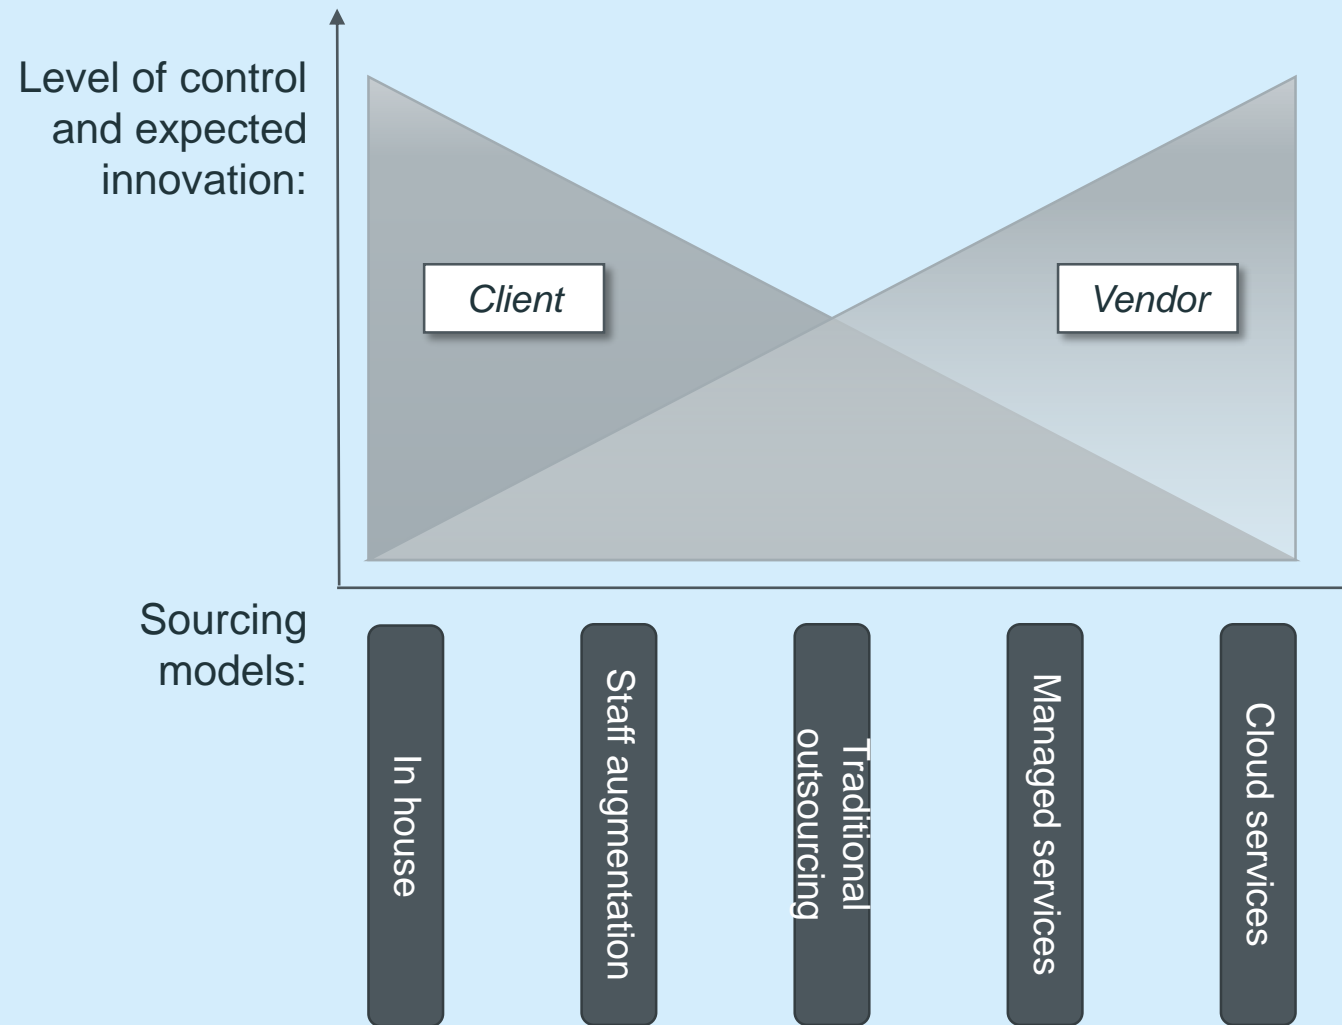 Level of control
and expected
innovation:
Client
Vendor
Sourcing
models:
In house
Staff augmentation
Traditional
outsourcing
Managed services
Cloud services